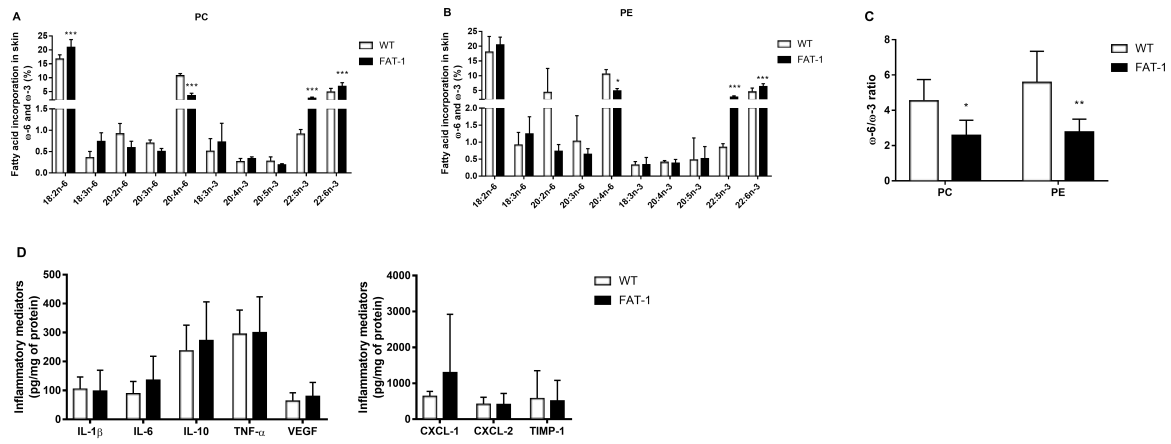 A
PC
Fatty acid incorporation in skin
ω-6 and ω-3 (%)
25
20
15
10
5
1.5
1.0
0.5
0.0
***
***
***
***
WT
FAT-1
18:2n-6
18:3n-6
20:2n-6
20:3n-6
20:4n-6
18:3n-3
20:4n-3
20:5n-3
22:5n-3
22:6n-3
B
PE
Fatty acid incorporation in skin
ω-6 and ω-3 (%)
25
20
15
10
5
2.0
1.5
1.0
0.5
0.0
*
***
***
WT
FAT-1
18:2n-6
18:3n-6
20:2n-6
20:3n-6
20:4n-6
18:3n-3
20:4n-3
20:5n-3
22:5n-3
22:6n-3
C
ω-6/ω-3 ratio
8
6
4
2
0
*
**
WT
FAT-1
PC
PE
D
Inflammatory mediators
(pg/mg of protein)
500
400
300
200
100
0
IL-1β
IL-6
IL-10
TNF-α
VEGF
Inflammatory mediators
(pg/mg of protein)
4000
3000
2000
1000
0
CXCL-1
CXCL-2
TIMP-1
WT
FAT-1